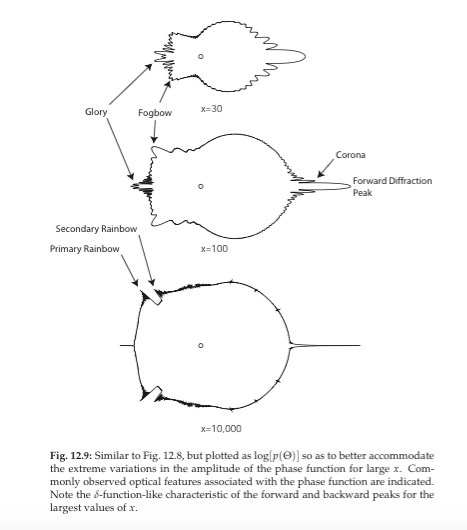 Glory
Fogbow
x=30
Corona
Forward Diffraction
Peak
Secondary Rainbow
Primary Rainbow
x=100
x=10,000
Fig. 12.9: Similar to Fig. 12.8, but plotted as log[p(Θ)] so as to better accommodate
the extreme variations in the amplitude of the phase function for large x. Com-
monly observed optical features associated with the phase function are indicated.
Note the δ-function-like characteristic of the forward and backward peaks for the
largest values of x.